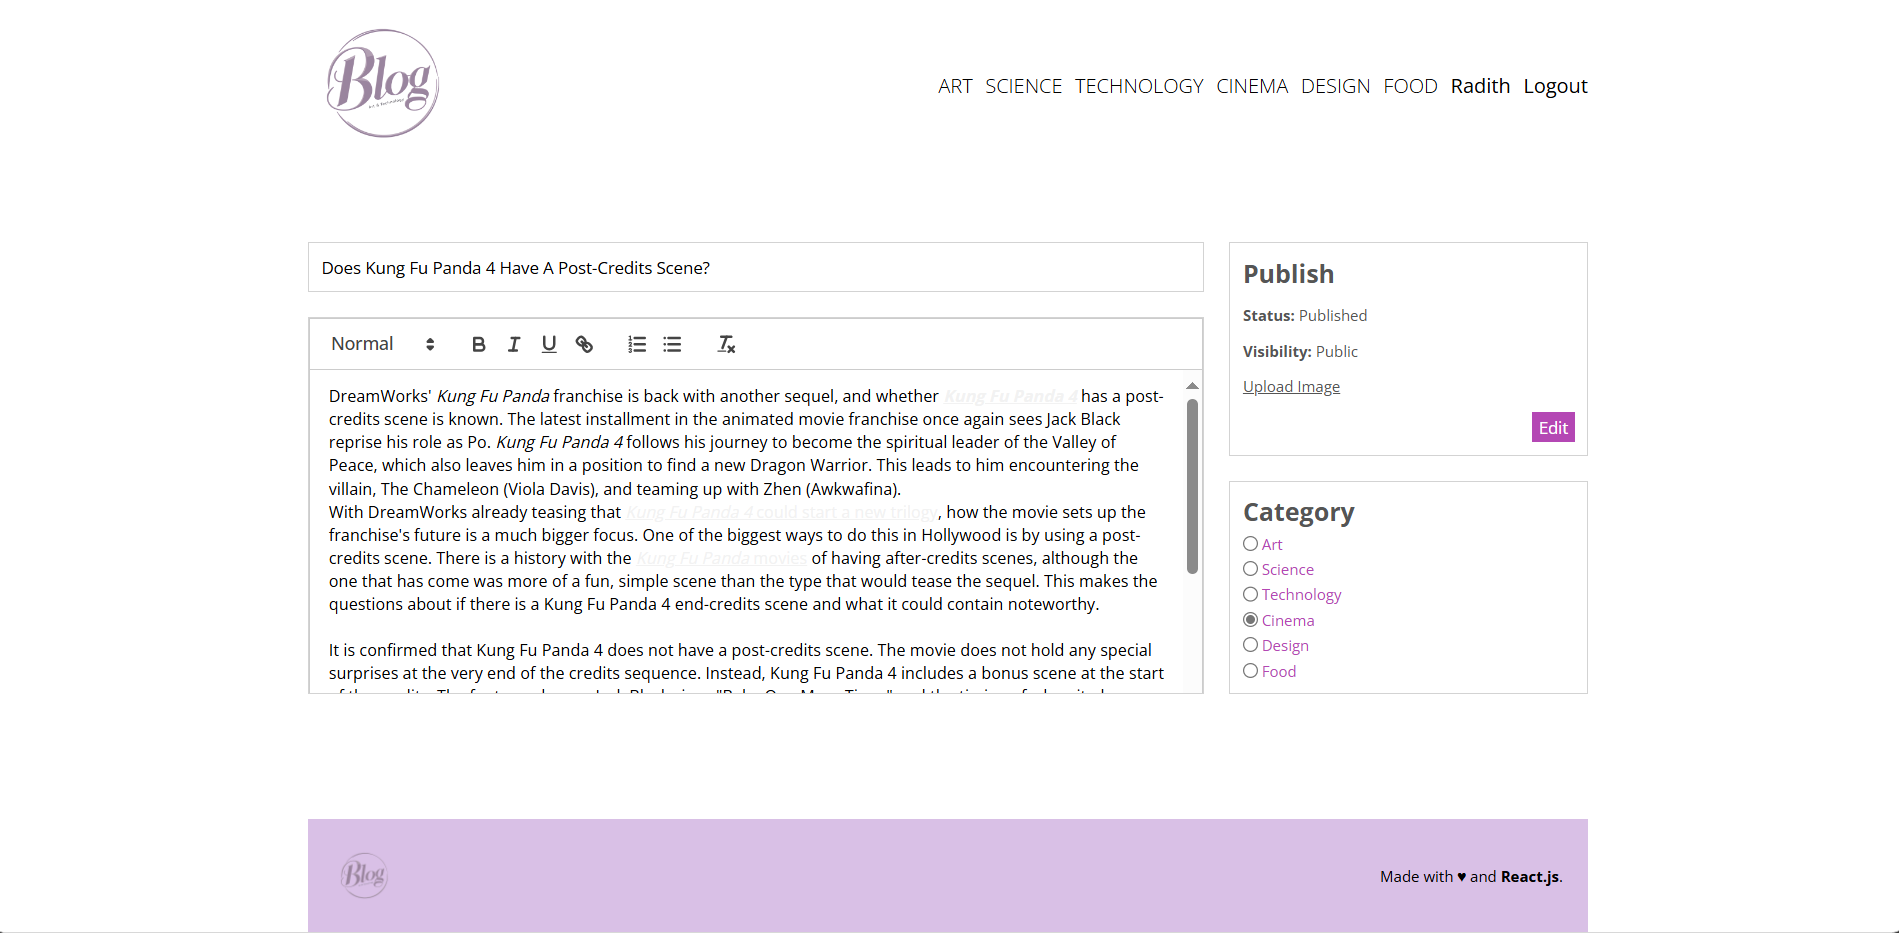 Blog
ART SCIENCE TECHNOLOGY CINEMA DESIGN FOOD Radith Logout
Does Kung Fu Panda 4 Have A Post-Credits Scene?
Normal
DreamWorks' Kung Fu Panda franchise is back with another sequel, and whether Kung Fu Panda 4 has a post-
credits scene is known. The latest installment in the animated movie franchise once again sees Jack Black
reprise his role as Po. Kung Fu Panda 4 follows his journey to become the spiritual leader of the Valley of
Peace, which also leaves him in a position to find a new Dragon Warrior. This leads to him encountering the
villain, The Chameleon (Viola Davis), and teaming up with Zhen (Awkwafina).
With DreamWorks already teasing that Kung Fu Panda 4 could start a new trilogy, how the movie sets up the
franchise's future is a much bigger focus. One of the biggest ways to do this in Hollywood is by using a post-
credits scene. There is a history with the Kung Fu Panda movies of having after-credits scenes, although the
one that has come was more of a fun, simple scene than the type that would tease the sequel. This makes the
questions about if there is a Kung Fu Panda 4 end-credits scene and what it could contain noteworthy.
It is confirmed that Kung Fu Panda 4 does not have a post-credits scene. The movie does not hold any special
surprises at the very end of the credits sequence. Instead, Kung Fu Panda 4 includes a bonus scene at the start
Publish
Status: Published
Visibility: Public
Upload Image
Edit
Category
Art
Science
Technology
Cinema
Design
Food
Blog
Made with ♥ and React.js.